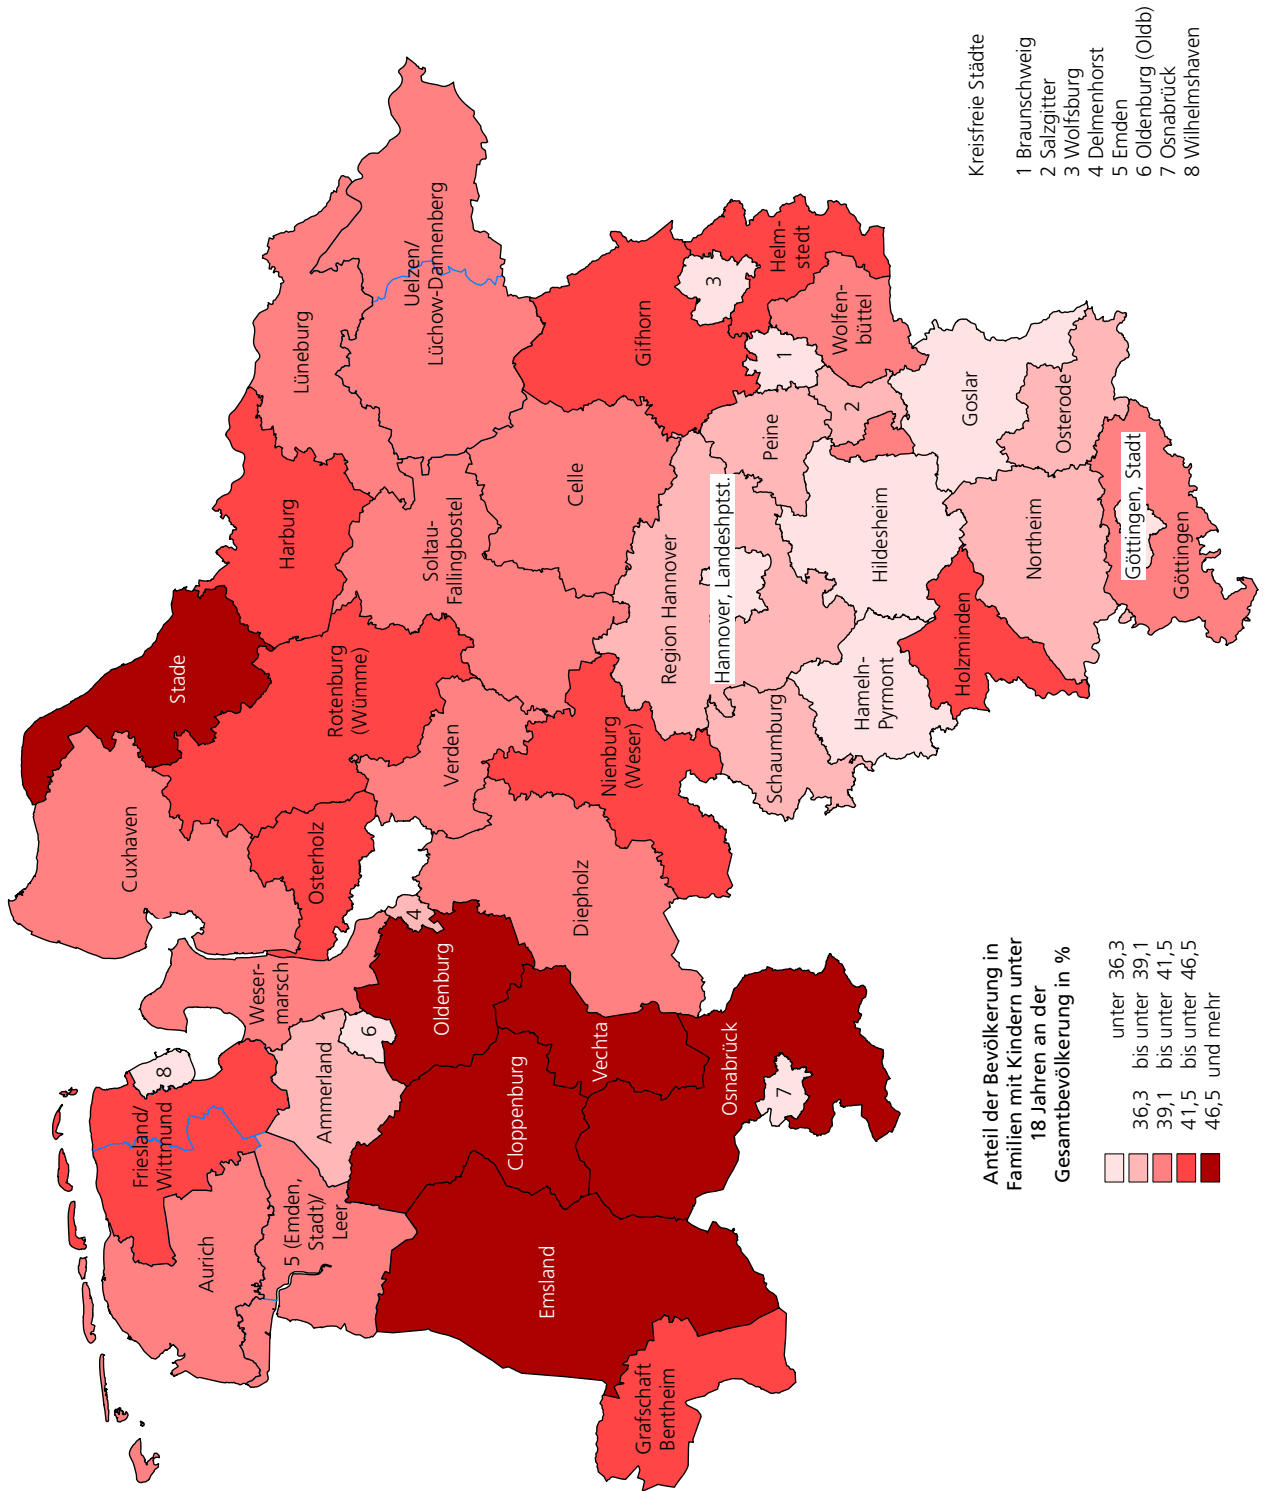 Cuxhaven
Stade
Harburg
Lüneburg
Uelzen/
Lüchow-Dannenberg
Osterholz
Rotenburg
(Wümme)
Soltau-
Fallingbostel
Celle
Gifhorn
Verden
Diepholz
Nienburg
(Weser)
Friesland/
Wittmund
Aurich
8
Weser-
marsch
Ammerland
6
5 (Emden,
Stadt)/
Leer
4
Oldenburg
Cloppenburg
Vechta
Emsland
Grafschaft
Bentheim
Osnabrück
7
Region Hannover
Hannover, Landeshptst.
Schaumburg
Hameln-
Pyrmont
Hildesheim
Peine
1
2
3
Helm-
stedt
Wolfen-
büttel
Goslar
Osterode
Holzminden
Northeim
Göttingen, Stadt
Göttingen
Anteil der Bevölkerung in
Familien mit Kindern unter
18 Jahren an der
Gesamtbevölkerung in %
unter 36,3
36,3 bis unter 39,1
39,1 bis unter 41,5
41,5 bis unter 46,5
46,5 und mehr
Kreisfreie Städte
1 Braunschweig
2 Salzgitter
3 Wolfsburg
4 Delmenhorst
5 Emden
6 Oldenburg (Oldb)
7 Osnabrück
8 Wilhelmshaven